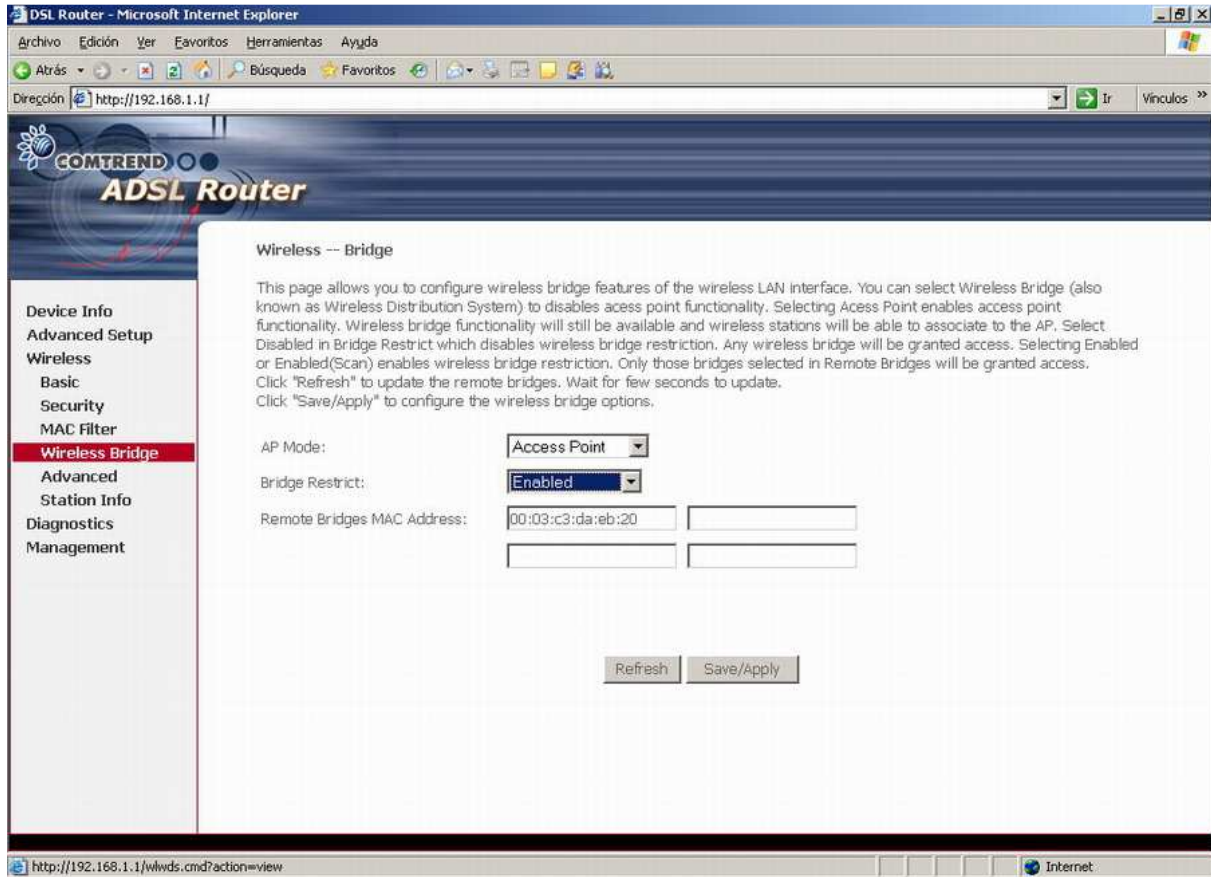 DSL Router - Microsoft Internet Explorer
Archivo Edición Ver Favoritos Herramientas Ayuda
Atrás Búsqueda Favoritos
Dirección http://192.168.1.1/ Ir Vínculos »
COMTREND
ADSL Router
Wireless -- Bridge
This page allows you to configure wireless bridge features of the wireless LAN interface. You can select Wireless Bridge (also
known as Wireless Distribution System) to disables acess point functionality. Selecting Acess Point enables access point
functionality. Wireless bridge functionality will still be available and wireless stations will be able to associate to the AP. Select
Disabled in Bridge Restrict which disables wireless bridge restriction. Any wireless bridge will be granted access. Selecting Enabled
or Enabled(Scan) enables wireless bridge restriction. Only those bridges selected in Remote Bridges will be granted access.
Click "Refresh" to update the remote bridges. Wait for few seconds to update.
Click "Save/Apply" to configure the wireless bridge options.
Device Info
Advanced Setup
Wireless
Basic
Security
MAC Filter
Wireless Bridge
Advanced
Station Info
Diagnostics
Management
AP Mode: Access Point
Bridge Restrict: Enabled
Remote Bridges MAC Address: 00:03:c3:da:eb:20
Refresh Save/Apply
http://192.168.1.1/wlwds.cmd?action=view Internet